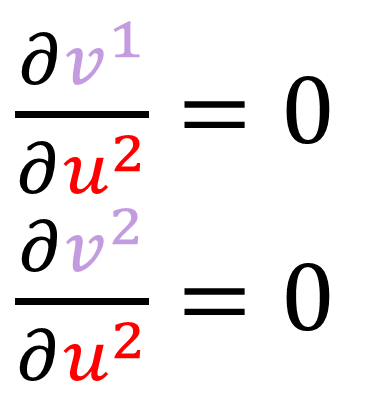 ∂v¹/∂u² = 0
∂v²/∂u² = 0